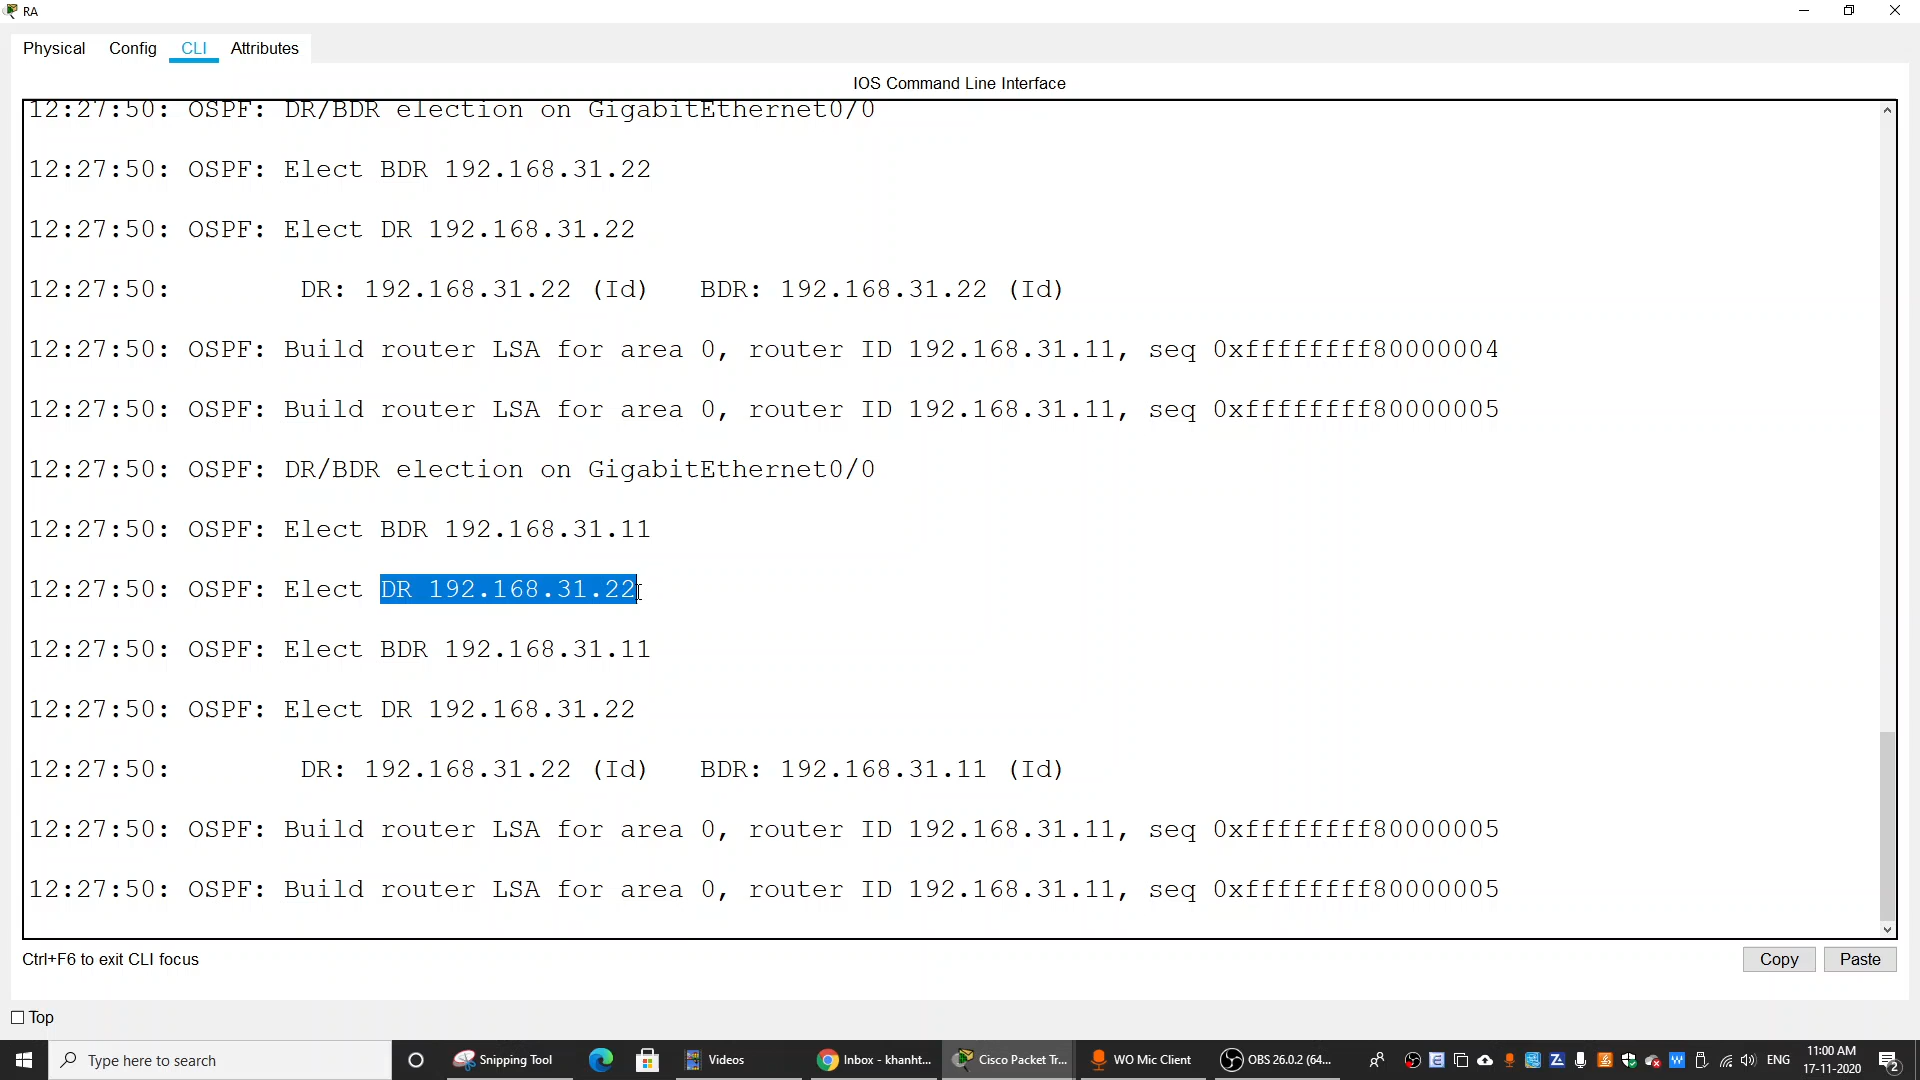 RA
Physical Config CLI Attributes
IOS Command Line Interface
12:27:50: OSPF: DR/BDR election on GigabitEthernet0/0
12:27:50: OSPF: Elect BDR 192.168.31.22
12:27:50: OSPF: Elect DR 192.168.31.22
12:27:50: DR: 192.168.31.22 (Id) BDR: 192.168.31.22 (Id)
12:27:50: OSPF: Build router LSA for area 0, router ID 192.168.31.11, seq 0xffffffff80000004
12:27:50: OSPF: Build router LSA for area 0, router ID 192.168.31.11, seq 0xffffffff80000005
12:27:50: OSPF: DR/BDR election on GigabitEthernet0/0
12:27:50: OSPF: Elect BDR 192.168.31.11
12:27:50: OSPF: Elect DR 192.168.31.22
12:27:50: OSPF: Elect BDR 192.168.31.11
12:27:50: OSPF: Elect DR 192.168.31.22
12:27:50: DR: 192.168.31.22 (Id) BDR: 192.168.31.11 (Id)
12:27:50: OSPF: Build router LSA for area 0, router ID 192.168.31.11, seq 0xffffffff80000005
12:27:50: OSPF: Build router LSA for area 0, router ID 192.168.31.11, seq 0xffffffff80000005
Ctrl+F6 to exit CLI focus
Copy Paste
Top
Type here to search Snipping Tool Videos Inbox - khanht... Cisco Packet Tr... WO Mic Client OBS 26.0.2 (64... ENG 11:00 AM
17-11-2020 2